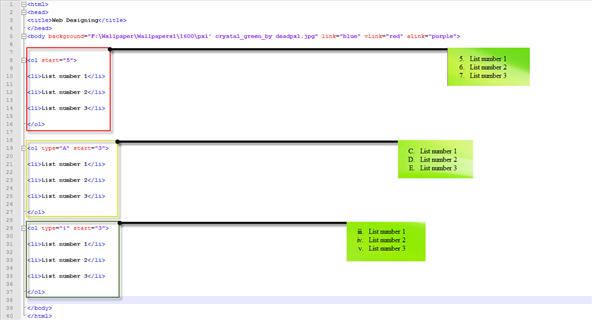 1 <html>
2 <head>
3 <title>Web Designing</title>
4 </head>
5 <body background="F:\Wallpaper\Wallpapers1\1600\pxl' crystal_green_by deadpxl.jpg" link="blue" vlink="red" alink="purple">
6
7
8 <ol start="5">
9
10 <li>List number 1</li>
11
12 <li>List number 2</li>
13
14 <li>List number 3</li>
15
16 </ol>
17
18
19 <ol type="A" start="3">
20
21 <li>List number 1</li>
22
23 <li>List number 2</li>
24
25 <li>List number 3</li>
26
27 </ol>
28
29 <ol type="i" start="3">
30
31 <li>List number 1</li>
32
33 <li>List number 2</li>
34
35 <li>List number 3</li>
36
37 </ol>
38
39 </body>
40 </html>
5. List number 1
6. List number 2
7. List number 3
C. List number 1
D. List number 2
E. List number 3
iii. List number 1
iv. List number 2
v. List number 3